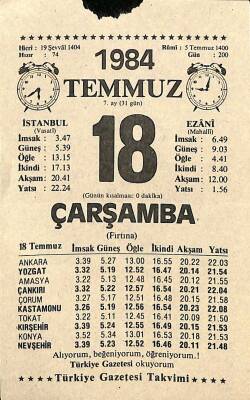 Hicrî : 19 Şevvâl 1404
Hızır : 74
1984
Rûmî : 5 Temmuz 1400
Gün : 200
TEMMUZ
7. ay (31 gün)
İSTANBUL
(Vasatî)
İmsak : 3.47
Güneş : 5.39
Öğle : 13.15
İkindi : 17.13
Akşam : 20.41
Yatsı : 22.24
18
EZÂNÎ
(Mahallî)
İmsak : 6.49
Güneş : 9.03
Öğle : 4.41
İkindi : 8.40
Akşam : 12.00
Yatsı : 1.56
(Günün kısalması: 0 dakika)
ÇARŞAMBA
(Fırtına)
18 Temmuz İmsak Güneş Öğle İkindi Akşam Yatsı
ANKARA 3.39 5.27 13.00 16.55 20.22 22.03
YOZGAT 3.32 5.19 12.52 16.47 20.14 21.54
AMASYA 3.22 5.13 12.48 16.45 20.12 21.55
ÇANKIRI 3.32 5.22 12.57 16.54 20.21 22.04
ÇORUM 3.27 5.17 12.51 16.48 20.15 21.58
KASTAMONU 3.26 5.19 12.56 16.54 20.23 22.08
TOKAT 3.22 5.12 12.45 16.41 20.08 21.50
KIRŞEHİR 3.39 5.24 12.54 16.49 20.15 21.53
KONYA 3.52 5.34 13.01 16.53 20.18 21.53
NEVŞEHİR 3.39 5.23 12.52 16.46 20.11 21.48
Alıyorum, beğeniyorum, öğreniyorum.!
Türkiye Gazetesi okuyorum
★★★★ Türkiye Gazetesi Takvimi ★★★★